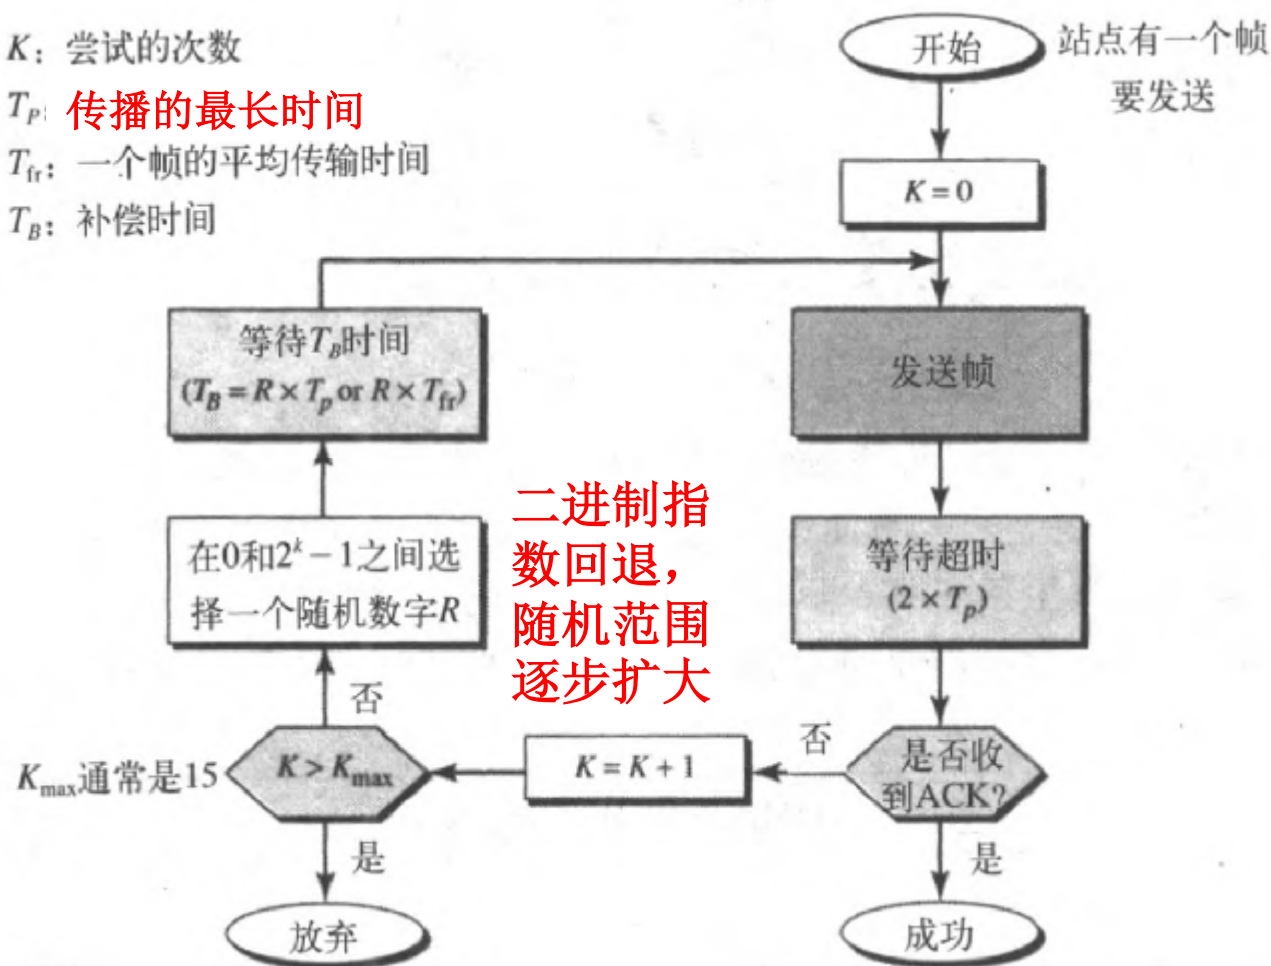 K：尝试的次数
T_P：传播的最长时间
T_fr：一个帧的平均传输时间
T_B：补偿时间
开始
站点有一个帧
要发送
K = 0
等待T_B时间
(T_B = R × T_p or R × T_fr)
发送帧
二进制指
数回退，
随机范围
逐步扩大
在0和2^k − 1之间选
择一个随机数字R
等待超时
(2 × T_p)
否
否
K_max通常是15
K > K_max
K = K + 1
是否收
到ACK?
是
是
放弃
成功